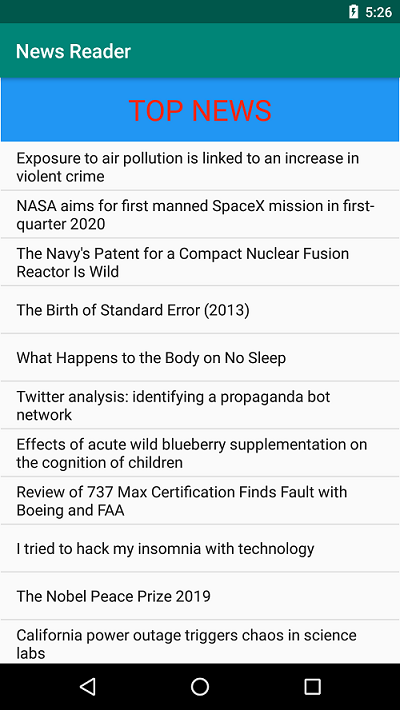 5:26
News Reader
TOP NEWS
Exposure to air pollution is linked to an increase in
violent crime
NASA aims for first manned SpaceX mission in first-
quarter 2020
The Navy's Patent for a Compact Nuclear Fusion
Reactor Is Wild
The Birth of Standard Error (2013)
What Happens to the Body on No Sleep
Twitter analysis: identifying a propaganda bot
network
Effects of acute wild blueberry supplementation on
the cognition of children
Review of 737 Max Certification Finds Fault with
Boeing and FAA
I tried to hack my insomnia with technology
The Nobel Peace Prize 2019
California power outage triggers chaos in science
labs